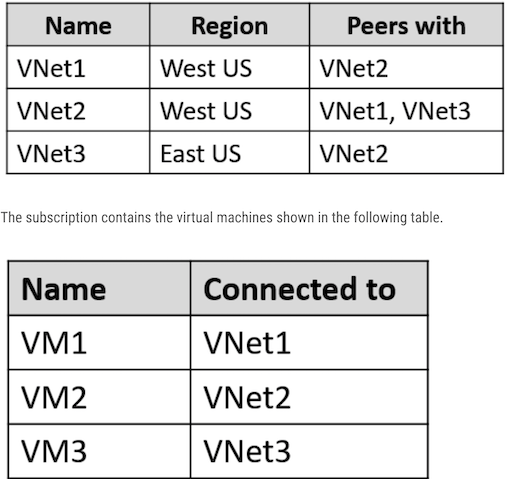 Name Region Peers with
VNet1 West US VNet2
VNet2 West US VNet1, VNet3
VNet3 East US VNet2
The subscription contains the virtual machines shown in the following table.
Name Connected to
VM1 VNet1
VM2 VNet2
VM3 VNet3